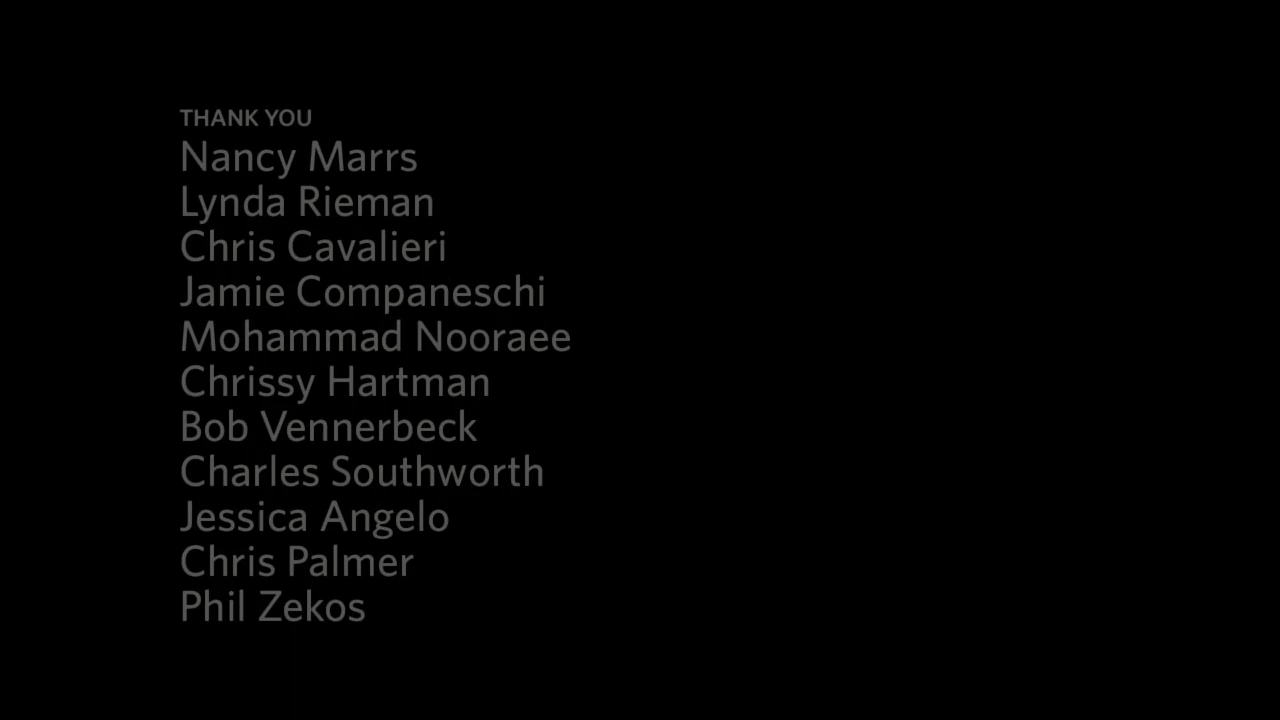 THANK YOU
Nancy Marrs
Lynda Rieman
Chris Cavalieri
Jamie Companeschi
Mohammad Nooraee
Chrissy Hartman
Bob Vennerbeck
Charles Southworth
Jessica Angelo
Chris Palmer
Phil Zekos